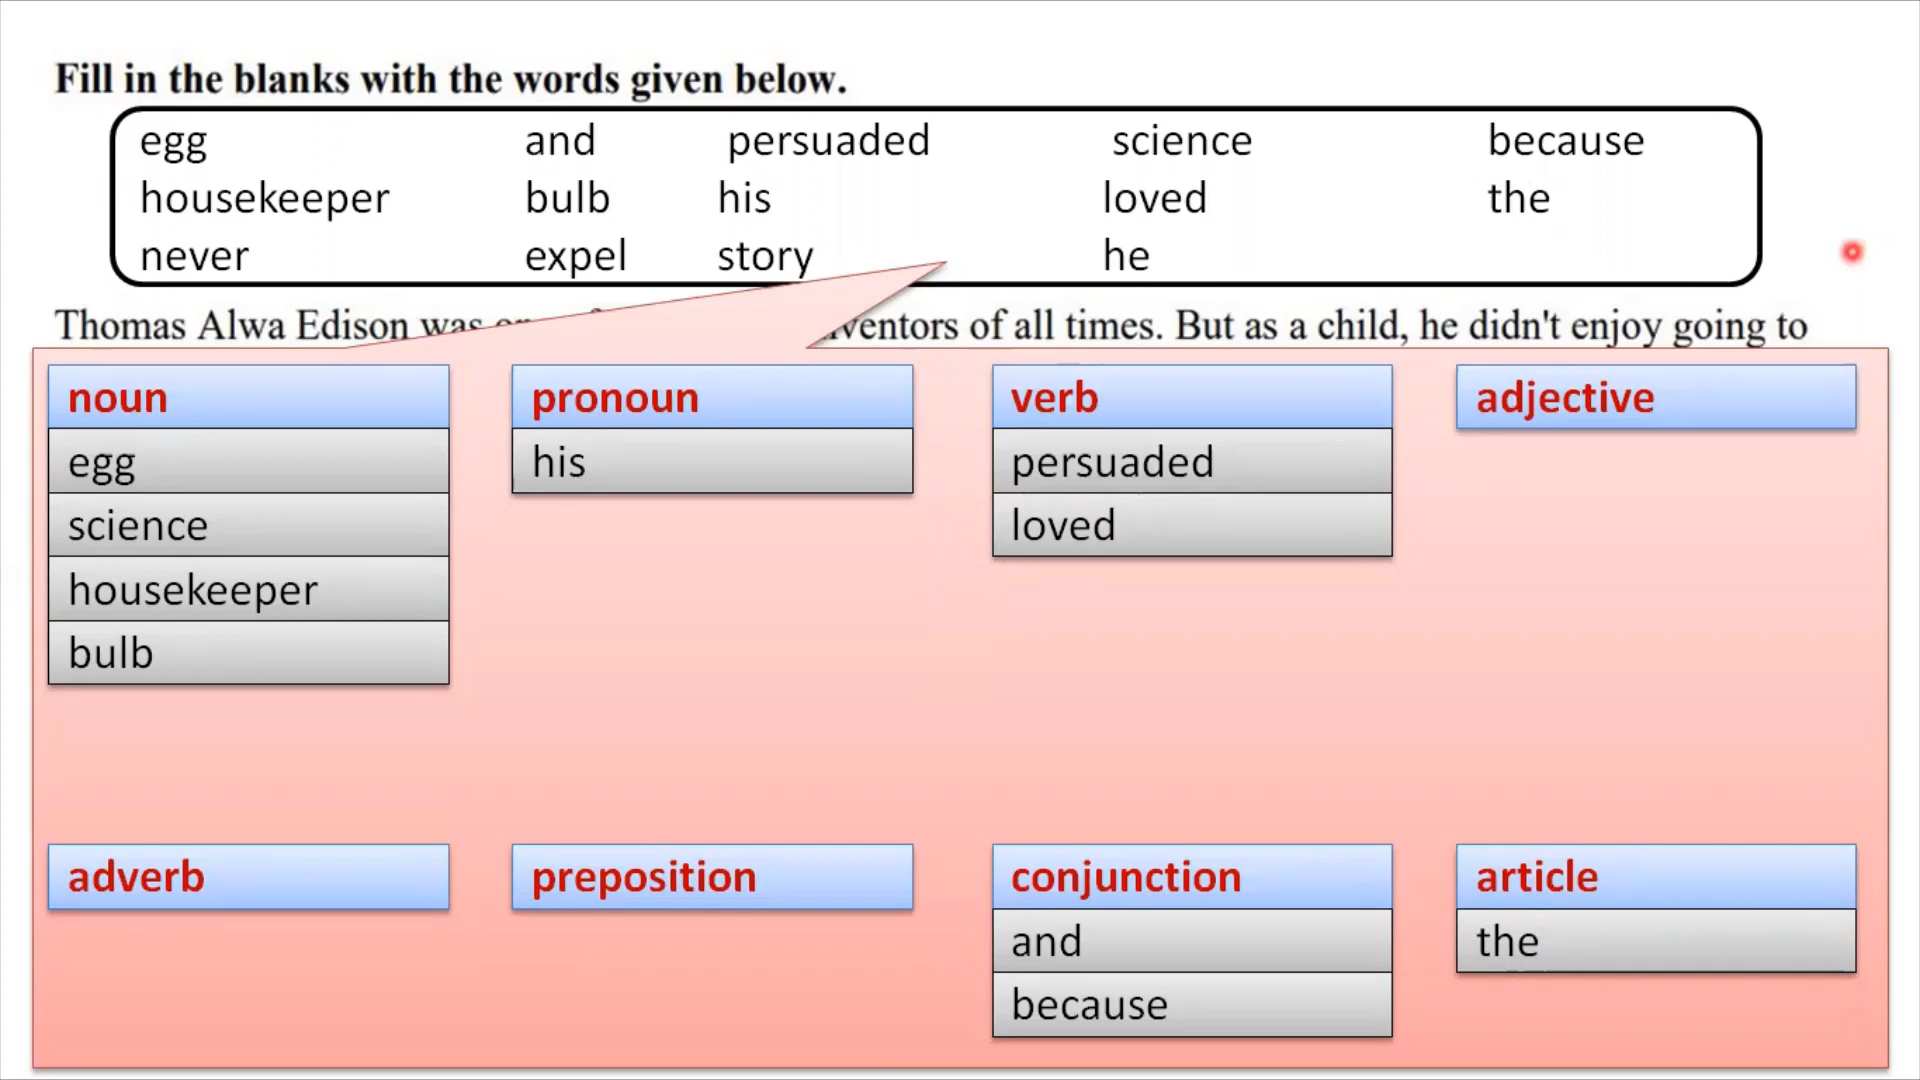 Fill in the blanks with the words given below.
egg and persuaded science because
housekeeper bulb his loved the
never expel story he
Thomas Alwa Edison was inventors of all times. But as a child, he didn't enjoy going to
noun pronoun verb adjective
egg his persuaded
science loved
housekeeper
bulb
adverb preposition conjunction article
and the
because